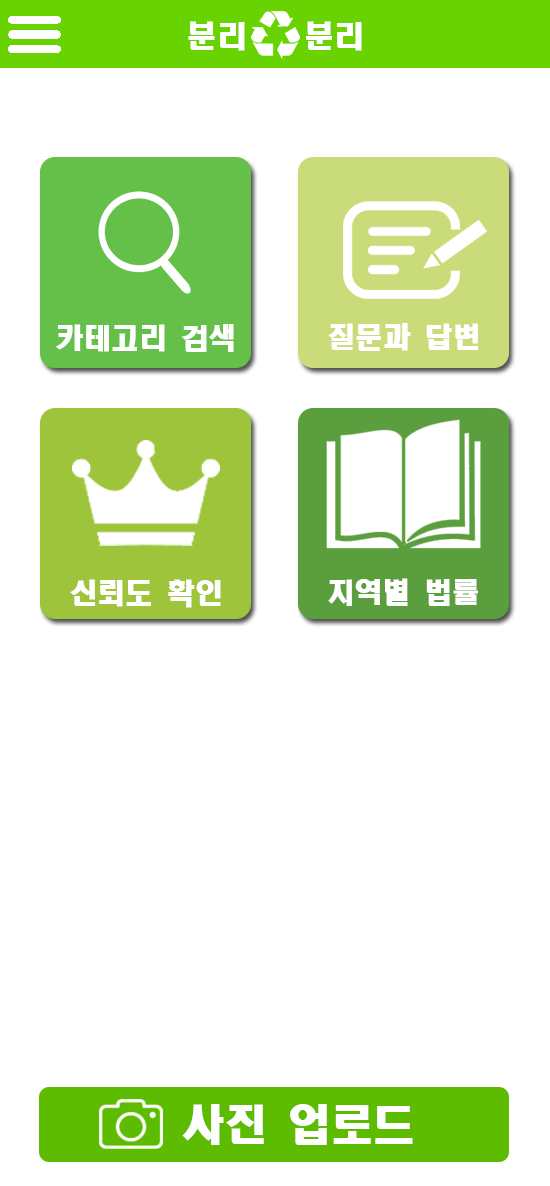 분리 분리
카테고리 검색
질문과 답변
신뢰도 확인
지역별 법률
사진 업로드